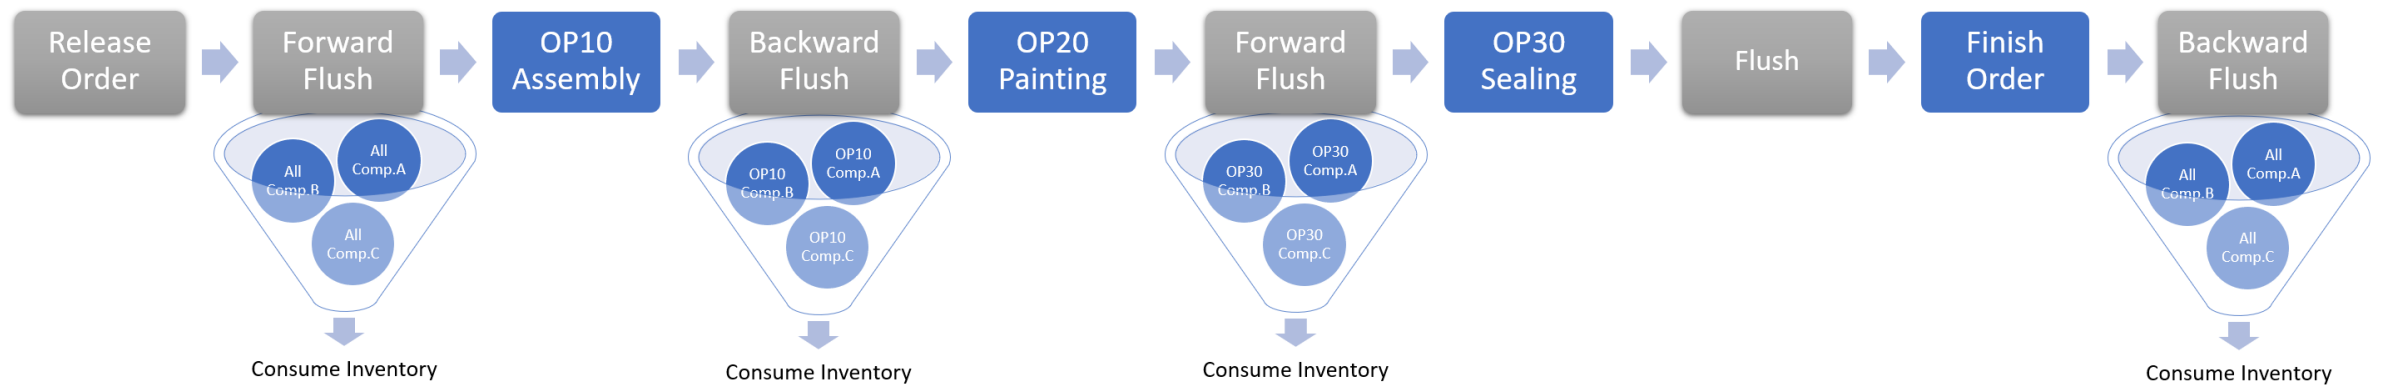 Release
Order
Forward
Flush
OP10
Assembly
Backward
Flush
OP20
Painting
Forward
Flush
OP30
Sealing
Flush
Finish
Order
Backward
Flush
All
Comp.B
All
Comp.A
All
Comp.C
Consume Inventory
OP10
Comp.B
OP10
Comp.A
OP10
Comp.C
Consume Inventory
OP30
Comp.B
OP30
Comp.A
OP30
Comp.C
Consume Inventory
All
Comp.B
All
Comp.A
All
Comp.C
Consume Inventory